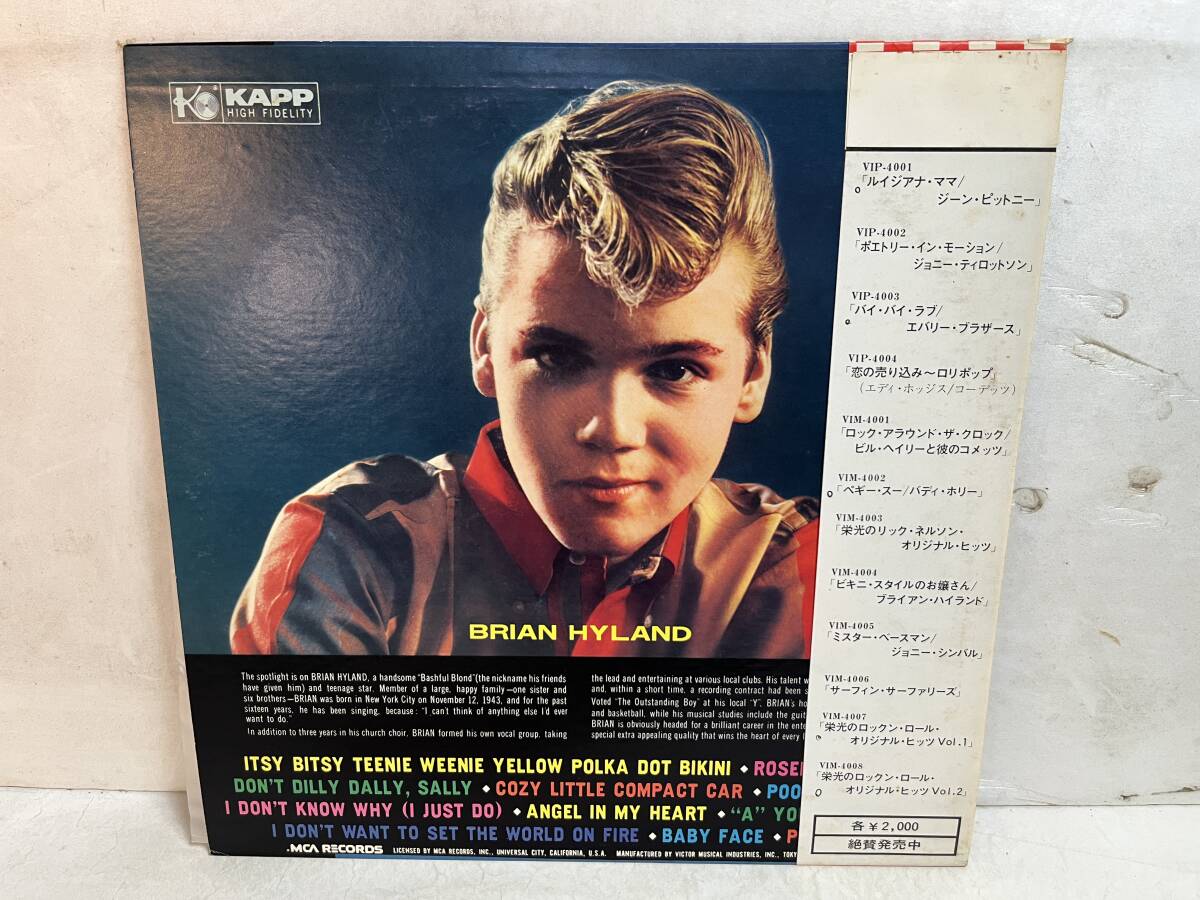 KAPP
HIGH FIDELITY
BRIAN HYLAND
The spotlight is on BRIAN HYLAND, a handsome "Bashful Blond"(the nickname his friends
have given him) and teenage star. Member of a large, happy family—one sister and
six brothers—BRIAN was born in New York City on November 12, 1943, and for the past
sixteen years, he has been singing, because: "I can't think of anything else I'd ever
want to do."
In addition to three years in his church choir, BRIAN formed his own vocal group, taking
the lead and entertaining at various local clubs. His talent w
and, within a short time, a recording contract had been s
Voted "The Outstanding Boy" at his local "Y", BRIAN's ho
and basketball, while his musical studies include the guit
BRIAN is obviously headed for a brilliant career in the ente
special extra appealing quality that wins the heart of every l
ITSY BITSY TEENIE WEENIE YELLOW POLKA DOT BIKINI ◆ ROSE
DON'T DILLY DALLY, SALLY ◆ COZY LITTLE COMPACT CAR ◆ POO
I DON'T KNOW WHY (I JUST DO) ◆ ANGEL IN MY HEART ◆ "A" YO
I DON'T WANT TO SET THE WORLD ON FIRE ◆ BABY FACE ◆ P
MCA RECORDS LICENSED BY MCA RECORDS, INC., UNIVERSAL CITY, CALIFORNIA, U.S.A. MANUFACTURED BY VICTOR MUSICAL INDUSTRIES, INC., TOKY
VIP-4001
「ルイジアナ・ママ/
ジーン・ピットニー」
VIP-4002
「ポエトリー・イン・モーション/
ジョニー・ティロットソン」
VIP-4003
「バイ・バイ・ラブ/
エバリー・ブラザース」
VIP-4004
「恋の売り込み〜ロリポップ」
(エディ・ホッジス/コーデッツ)
VIM-4001
「ロック・アラウンド・ザ・クロック/
ビル・ヘイリーと彼のコメッツ」
VIM-4002
「ペギー・スー/バディ・ホリー」
VIM-4003
「栄光のリック・ネルソン・
オリジナル・ヒッツ」
VIM-4004
「ビキニ・スタイルのお嬢さん/
ブライアン・ハイランド」
VIM-4005
「ミスター・ベースマン/
ジョニー・シンバル」
VIM-4006
「サーフィン・サーファリーズ」
VIM-4007
「栄光のロックン・ロール・
オリジナル・ヒッツ Vol.1」
VIM-4008
「栄光のロックン・ロール・
オリジナル・ヒッツ Vol.2」
各￥2,000
絶賛発売中